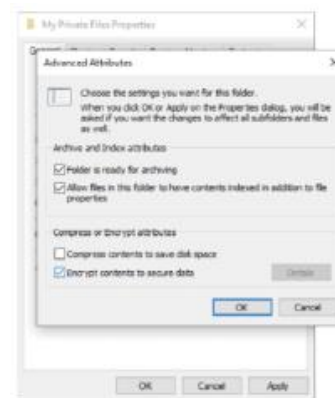 My Private Files Properties
Advanced Attributes
Choose the settings you want for this folder.
When you click OK or Apply on the Properties dialog, you will be
asked if you want the changes to affect all subfolders and files
as well.
Archive and Index attributes
Folder is ready for archiving
Allow files in this folder to have contents indexed in addition to file
properties
Compress or Encrypt attributes
Compress contents to save disk space
Encrypt contents to secure data
Details
OK
Cancel
OK
Cancel
Apply